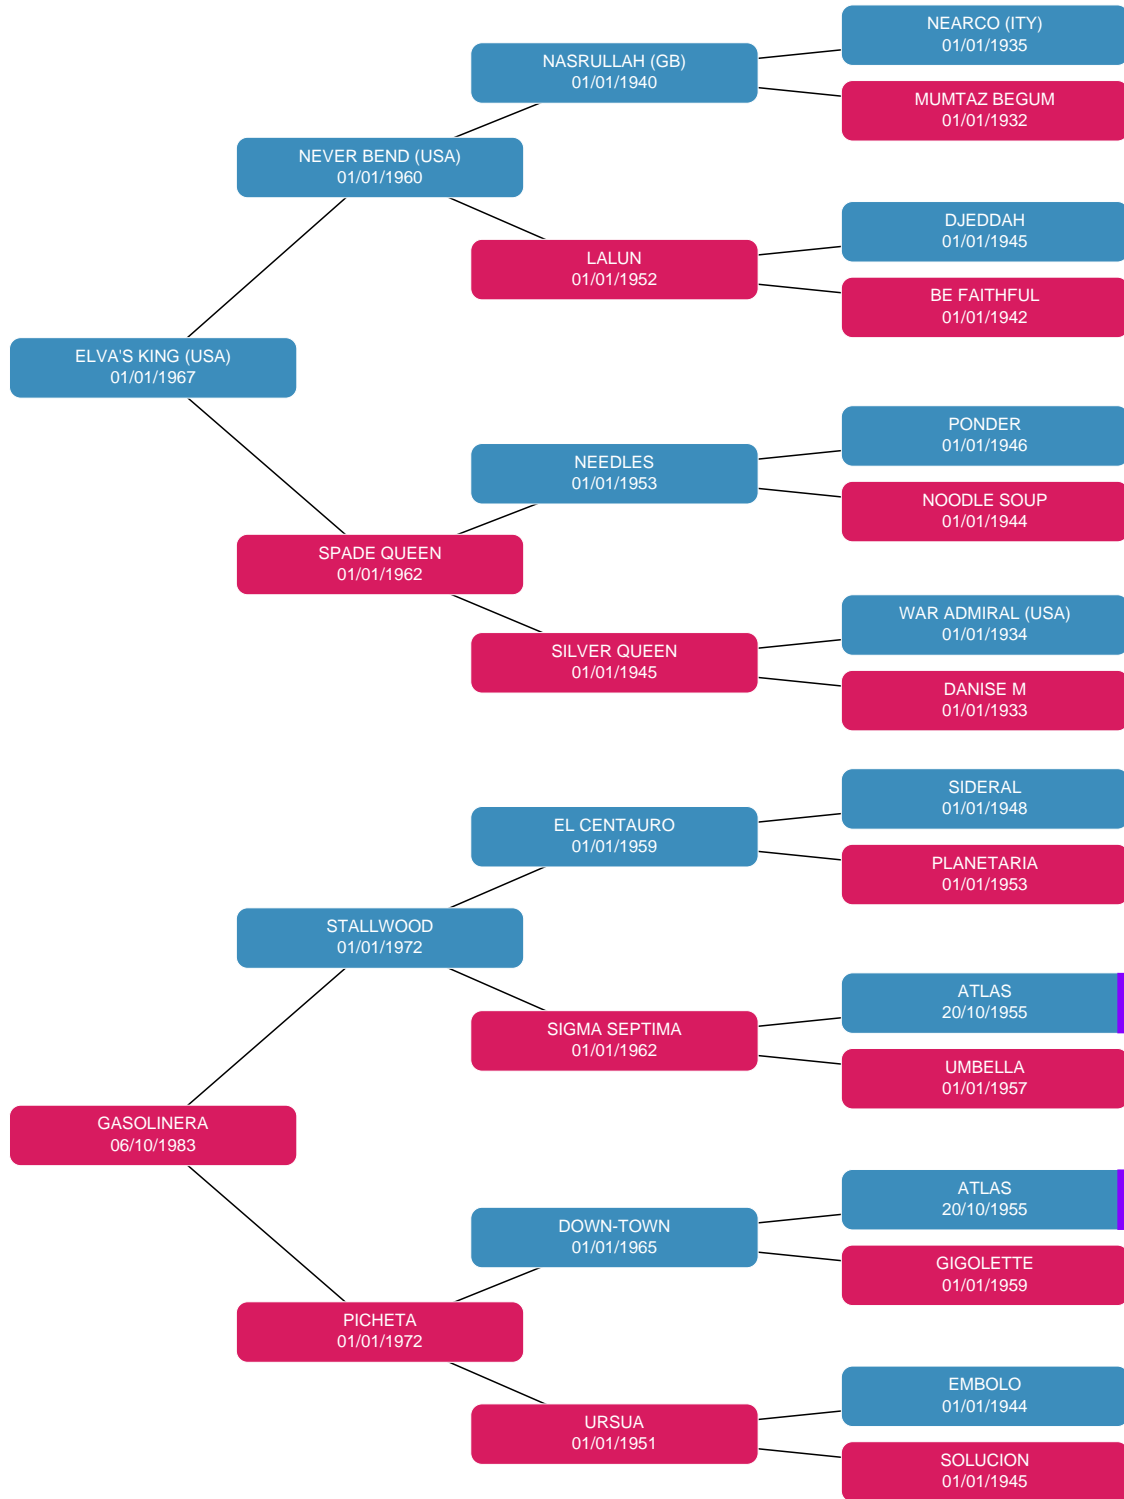 NEARCO (ITY)
01/01/1935
NASRULLAH (GB)
01/01/1940
MUMTAZ BEGUM
01/01/1932
NEVER BEND (USA)
01/01/1960
DJEDDAH
01/01/1945
LALUN
01/01/1952
BE FAITHFUL
01/01/1942
ELVA'S KING (USA)
01/01/1967
PONDER
01/01/1946
NEEDLES
01/01/1953
NOODLE SOUP
01/01/1944
SPADE QUEEN
01/01/1962
WAR ADMIRAL (USA)
01/01/1934
SILVER QUEEN
01/01/1945
DANISE M
01/01/1933
SIDERAL
01/01/1948
EL CENTAURO
01/01/1959
PLANETARIA
01/01/1953
STALLWOOD
01/01/1972
ATLAS
20/10/1955
SIGMA SEPTIMA
01/01/1962
UMBELLA
01/01/1957
GASOLINERA
06/10/1983
ATLAS
20/10/1955
DOWN-TOWN
01/01/1965
GIGOLETTE
01/01/1959
PICHETA
01/01/1972
EMBOLO
01/01/1944
URSUA
01/01/1951
SOLUCION
01/01/1945